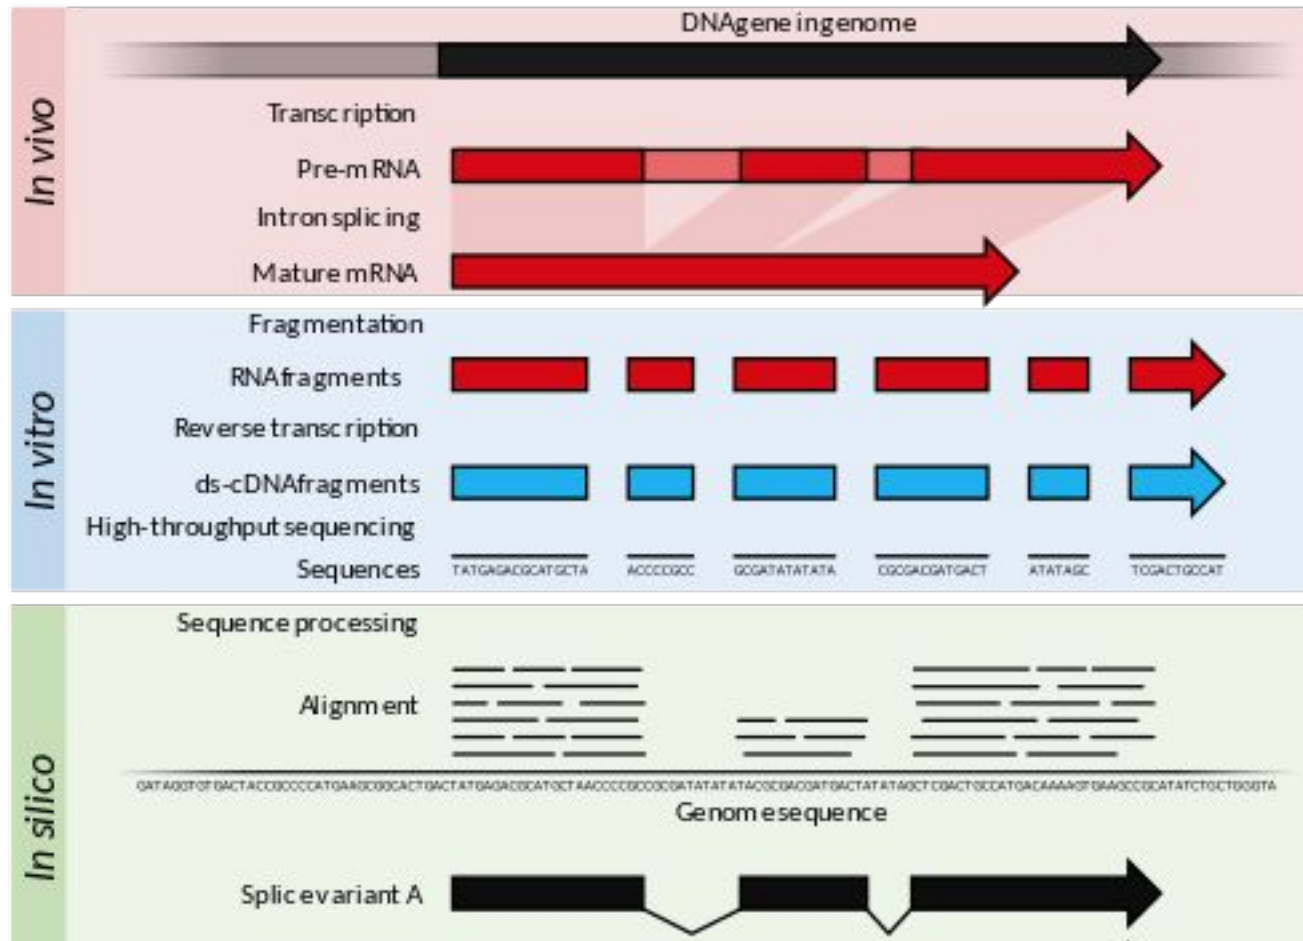 In vivo
DNA gene in genome
Transcription
Pre-mRNA
Intron splicing
Mature mRNA
In vitro
Fragmentation
RNA fragments
Reverse transcription
ds-cDNA fragments
High-throughput sequencing
Sequences
TATGAGACGCATGCTA ACCCCGCC GCGATATATATA CGCGACGATGACT ATATAGC TCGACTGCCAT
In silico
Sequence processing
Alignment
GATAGGTGTGACTACCGCCCCATGAAGCGGCACTGACTATGAGACGCATGCTAACCCCGCCGCGATATATATATACGCGACGATGACTATATAGCTCGACTGCCATGACAAAAGTGAAGCCGCATATCTGCTGGGTA
Genome sequence
Splice variant A